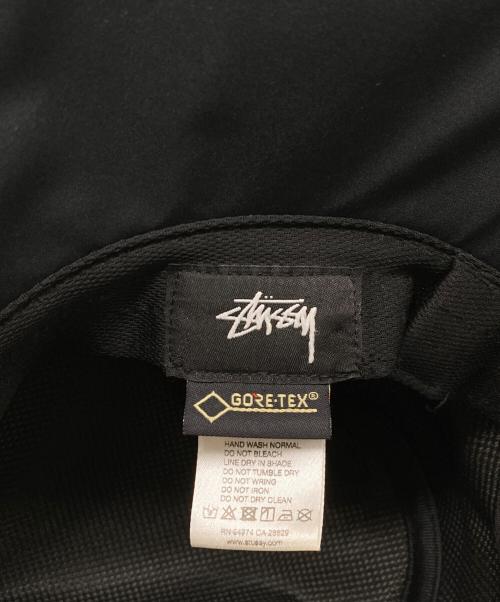 Stüssy
GORE-TEX®
HAND WASH NORMAL
DO NOT BLEACH
LINE DRY IN SHADE
DO NOT TUMBLE DRY
DO NOT WRING
DO NOT IRON
DO NOT DRY CLEAN
RN 94974 CA 28829
www.stussy.com